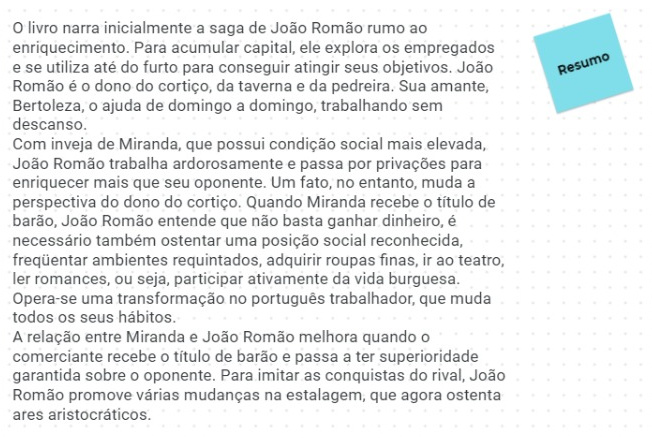 O livro narra inicialmente a saga de João Romão rumo ao
enriquecimento. Para acumular capital, ele explora os empregados
e se utiliza até do furto para conseguir atingir seus objetivos. João
Romão é o dono do cortiço, da taverna e da pedreira. Sua amante,
Bertoleza, o ajuda de domingo a domingo, trabalhando sem
descanso.
Com inveja de Miranda, que possui condição social mais elevada,
João Romão trabalha ardorosamente e passa por privações para
enriquecer mais que seu oponente. Um fato, no entanto, muda a
perspectiva do dono do cortiço. Quando Miranda recebe o título de
barão, João Romão entende que não basta ganhar dinheiro, é
necessário também ostentar uma posição social reconhecida,
freqüentar ambientes requintados, adquirir roupas finas, ir ao teatro,
ler romances, ou seja, participar ativamente da vida burguesa.
Opera-se uma transformação no português trabalhador, que muda
todos os seus hábitos.
A relação entre Miranda e João Romão melhora quando o
comerciante recebe o título de barão e passa a ter superioridade
garantida sobre o oponente. Para imitar as conquistas do rival, João
Romão promove várias mudanças na estalagem, que agora ostenta
ares aristocráticos.
Resumo